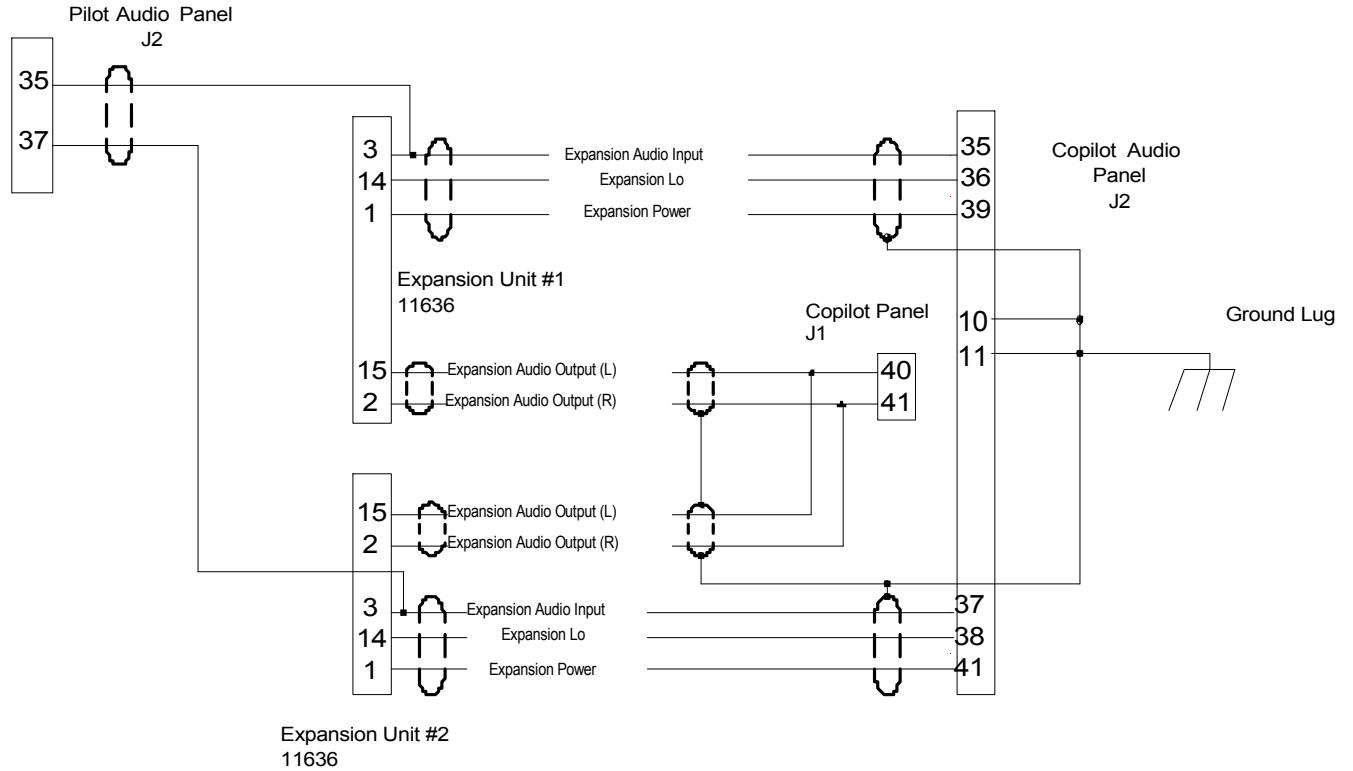 Pilot Audio Panel
J2
35
37
3
14
1
Expansion Audio Input
Expansion Lo
Expansion Power
35
36
39
Copilot Audio
Panel
J2
Expansion Unit #1
11636
Copilot Panel
J1
10
11
Ground Lug
15
2
Expansion Audio Output (L)
Expansion Audio Output (R)
40
41
15
2
Expansion Audio Output (L)
Expansion Audio Output (R)
3
14
1
Expansion Audio Input
Expansion Lo
Expansion Power
37
38
41
Expansion Unit #2
11636